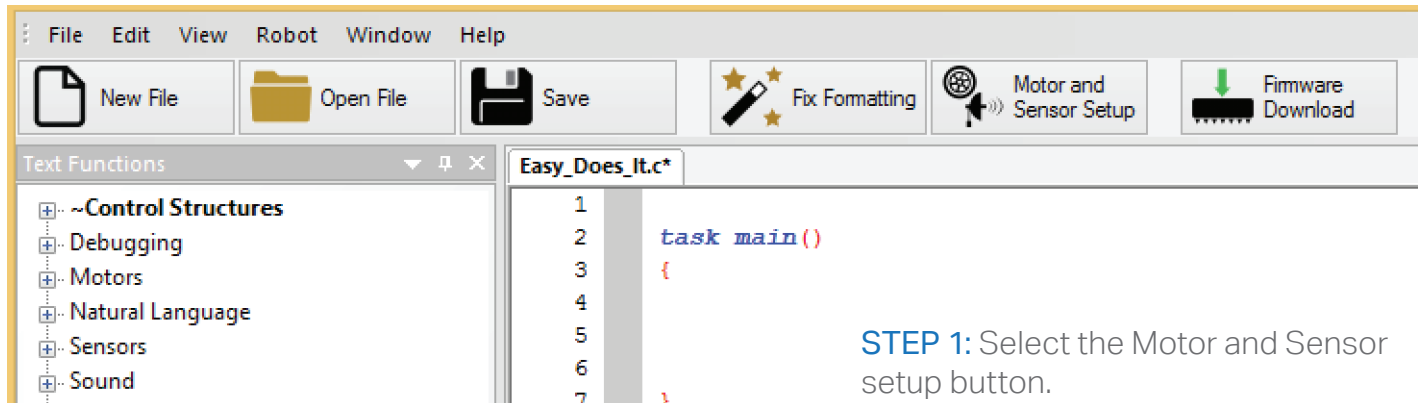 File Edit View Robot Window Help
New File Open File Save Fix Formatting Motor and Sensor Setup Firmware Download
Text Functions
Easy_Does_It.c*
~Control Structures
Debugging
Motors
Natural Language
Sensors
Sound
1
2 task main()
3 {
4
5
6
7 }
STEP 1: Select the Motor and Sensor
setup button.